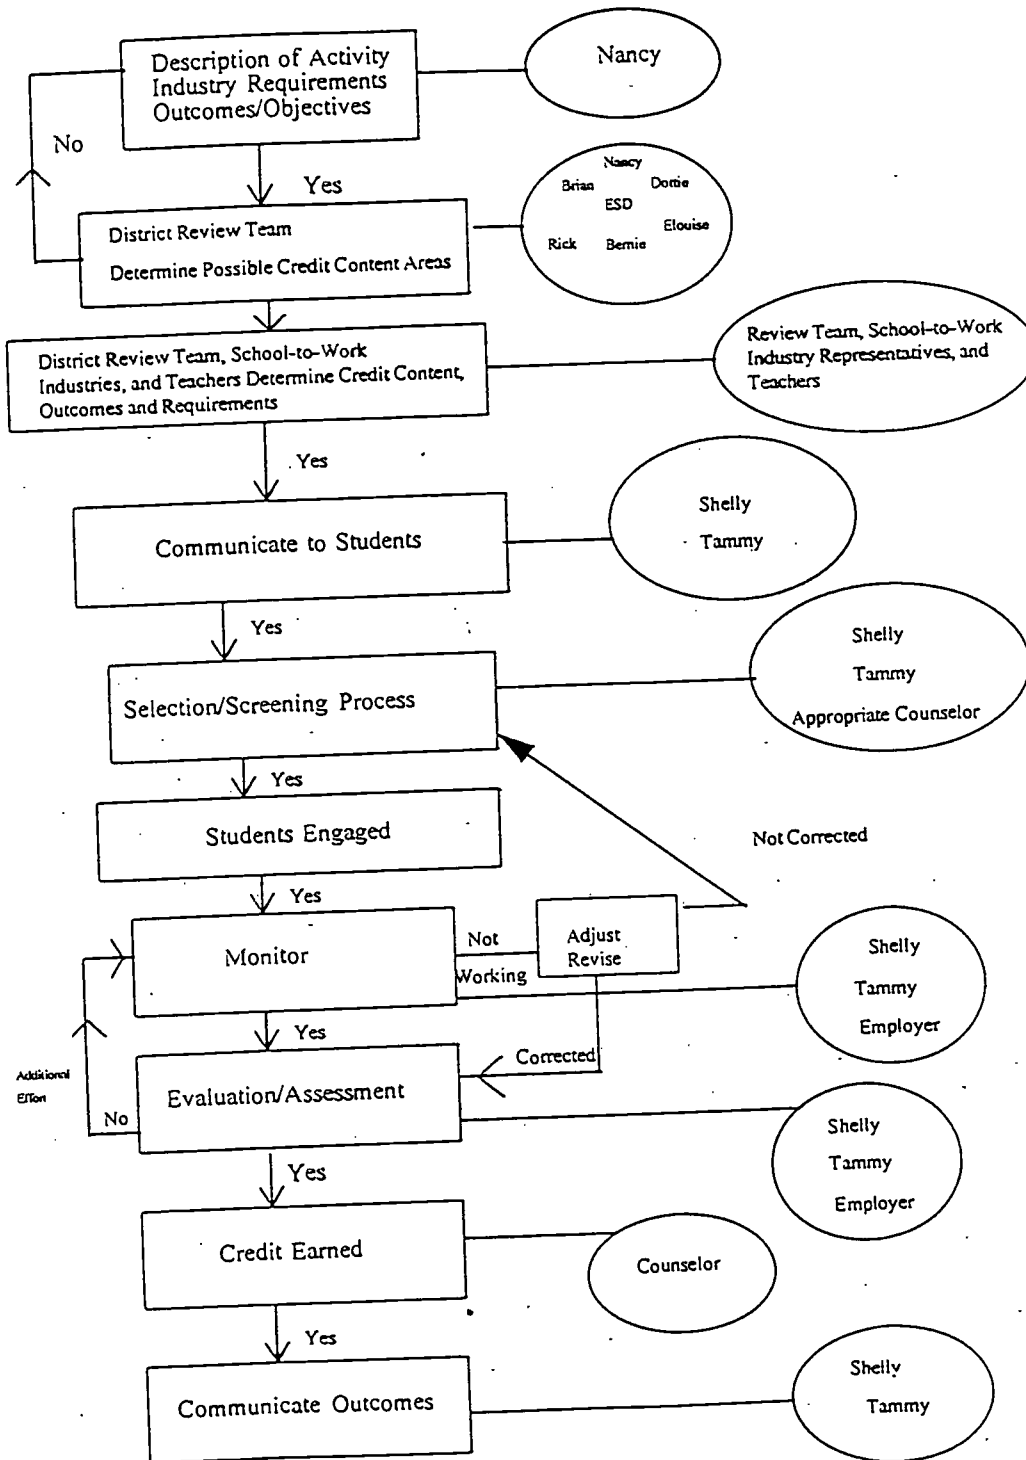 Description of Activity
Industry Requirements
Outcomes/Objectives
Nancy
No
Yes
Nancy
Brian
Dottie
ESD
Elouise
Rick
Bernie
District Review Team
Determine Possible Credit Content Areas
District Review Team, School-to-Work
Industries, and Teachers Determine Credit Content,
Outcomes and Requirements
Review Team, School-to-Work
Industry Representatives, and
Teachers
Yes
Communicate to Students
Shelly
Tammy
Yes
Selection/Screening Process
Shelly
Tammy
Appropriate Counselor
Yes
Students Engaged
Not Corrected
Yes
Monitor
Not
Working
Adjust
Revise
Shelly
Tammy
Employer
Yes
Corrected
Additional
Effort
No
Evaluation/Assessment
Shelly
Tammy
Employer
Yes
Credit Earned
Counselor
Yes
Communicate Outcomes
Shelly
Tammy